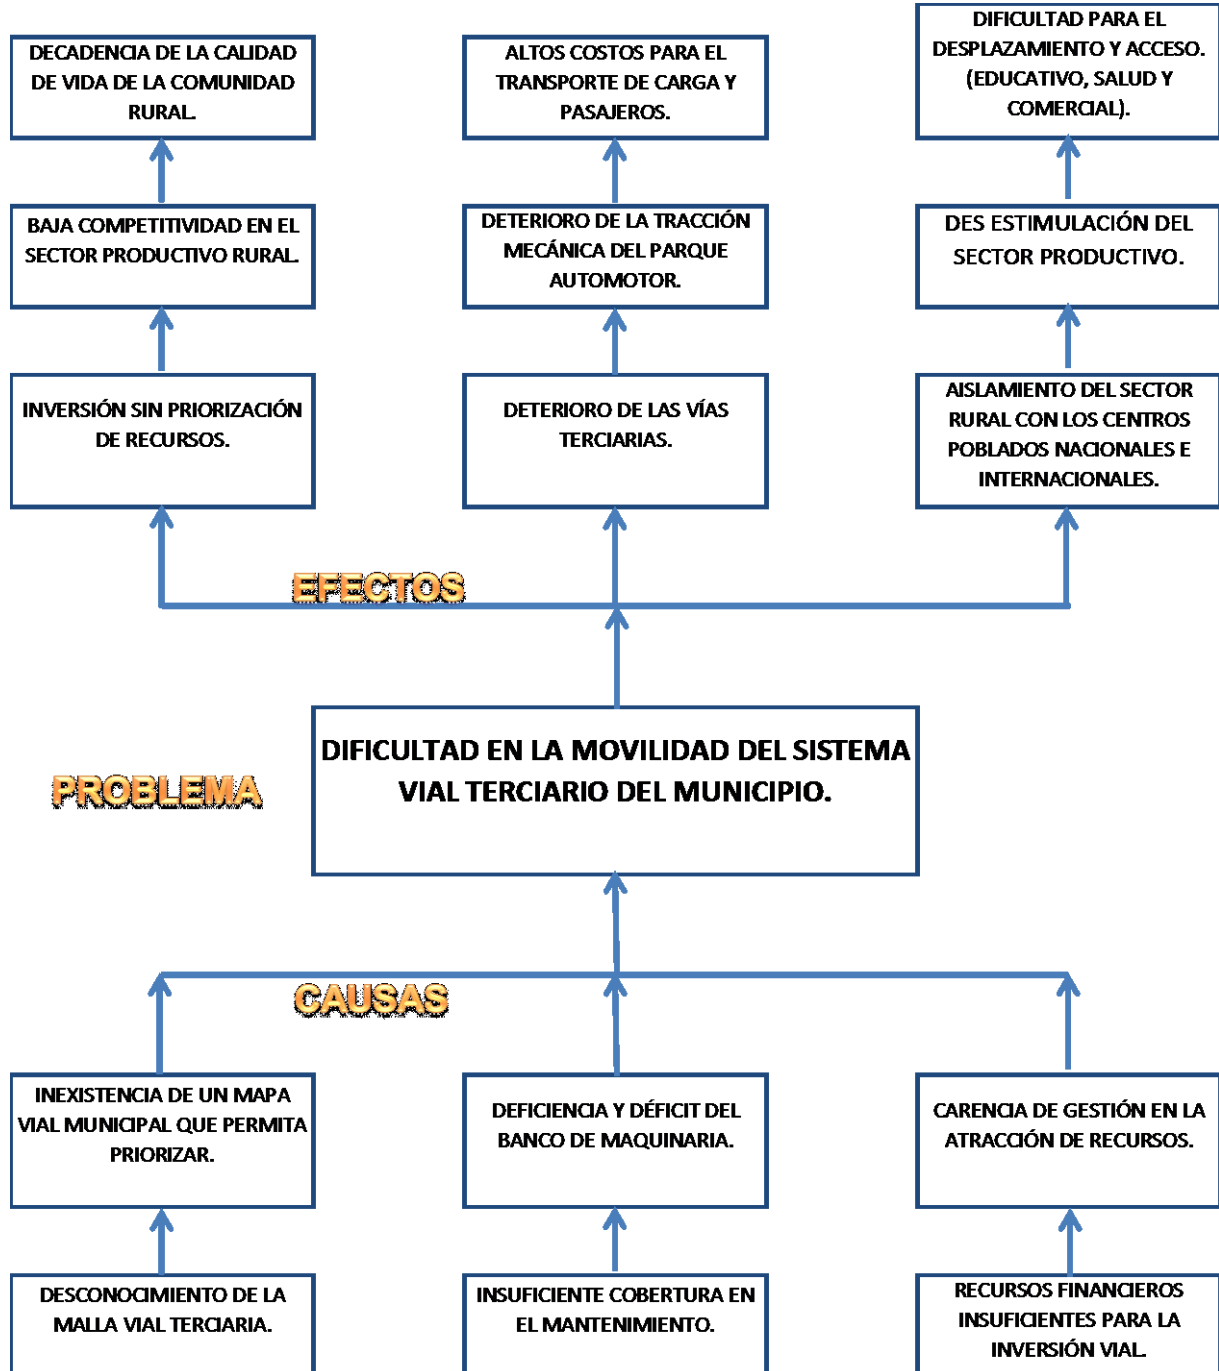 DECADENCIA DE LA CALIDAD
DE VIDA DE LA COMUNIDAD
RURAL.
ALTOS COSTOS PARA EL
TRANSPORTE DE CARGA Y
PASAJEROS.
DIFICULTAD PARA EL
DESPLAZAMIENTO Y ACCESO.
(EDUCATIVO, SALUD Y
COMERCIAL).
BAJA COMPETITIVIDAD EN EL
SECTOR PRODUCTIVO RURAL.
DETERIORO DE LA TRACCIÓN
MECÁNICA DEL PARQUE
AUTOMOTOR.
DES ESTIMULACIÓN DEL
SECTOR PRODUCTIVO.
INVERSIÓN SIN PRIORIZACIÓN
DE RECURSOS.
DETERIORO DE LAS VÍAS
TERCIARIAS.
AISLAMIENTO DEL SECTOR
RURAL CON LOS CENTROS
POBLADOS NACIONALES E
INTERNACIONALES.
EFECTOS
DIFICULTAD EN LA MOVILIDAD DEL SISTEMA
VIAL TERCIARIO DEL MUNICIPIO.
PROBLEMA
CAUSAS
INEXISTENCIA DE UN MAPA
VIAL MUNICIPAL QUE PERMITA
PRIORIZAR.
DEFICIENCIA Y DÉFICIT DEL
BANCO DE MAQUINARIA.
CARENCIA DE GESTIÓN EN LA
ATRACCIÓN DE RECURSOS.
DESCONOCIMIENTO DE LA
MALLA VIAL TERCIARIA.
INSUFICIENTE COBERTURA EN
EL MANTENIMIENTO.
RECURSOS FINANCIEROS
INSUFICIENTES PARA LA
INVERSIÓN VIAL.